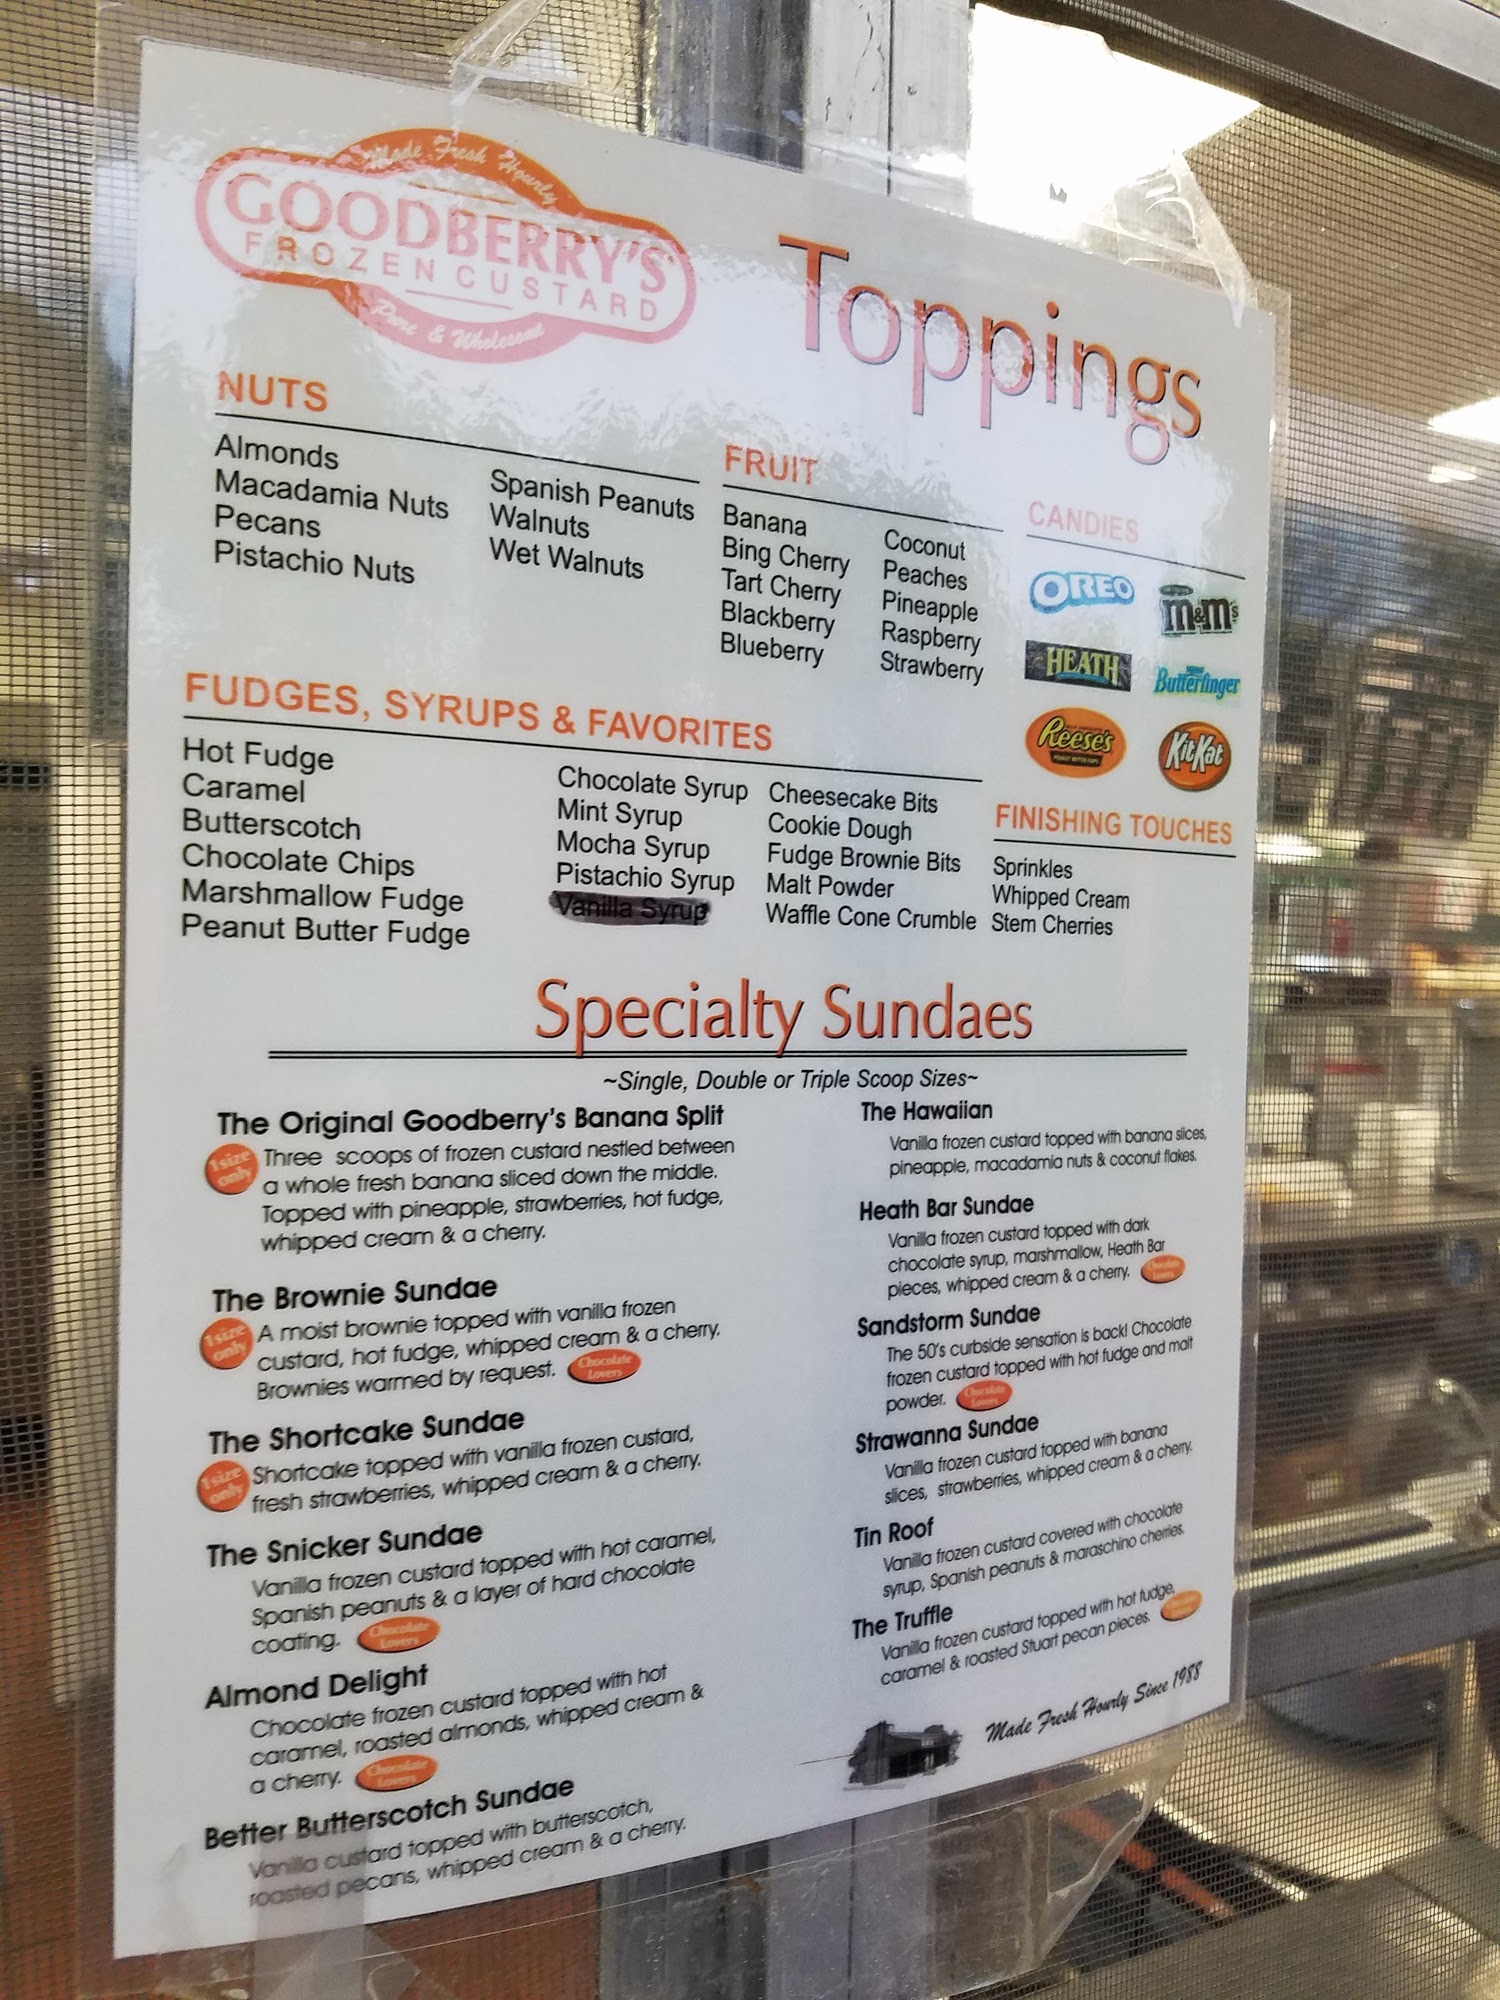 Made Fresh Hourly
GOODBERRY'S
FROZEN CUSTARD
Pure & Wholesome
Toppings
NUTS
Almonds
Macadamia Nuts
Pecans
Pistachio Nuts
Spanish Peanuts
Walnuts
Wet Walnuts
FRUIT
Banana
Bing Cherry
Tart Cherry
Blackberry
Blueberry
Coconut
Peaches
Pineapple
Raspberry
Strawberry
CANDIES
OREO
m&m's
HEATH
Butterfinger
Reese's
PEANUT BUTTER CUPS
KitKat
FUDGES, SYRUPS & FAVORITES
Hot Fudge
Caramel
Butterscotch
Chocolate Chips
Marshmallow Fudge
Peanut Butter Fudge
Chocolate Syrup
Mint Syrup
Mocha Syrup
Pistachio Syrup
Vanilla Syrup
Cheesecake Bits
Cookie Dough
Fudge Brownie Bits
Malt Powder
Waffle Cone Crumble
FINISHING TOUCHES
Sprinkles
Whipped Cream
Stem Cherries
Specialty Sundaes
~Single, Double or Triple Scoop Sizes~
The Original Goodberry's Banana Split
1 size
only
Three scoops of frozen custard nestled between
a whole fresh banana sliced down the middle.
Topped with pineapple, strawberries, hot fudge,
whipped cream & a cherry.
The Brownie Sundae
1 size
only
A moist brownie topped with vanilla frozen
custard, hot fudge, whipped cream & a cherry.
Brownies warmed by request.
Chocolate
Lovers
The Shortcake Sundae
1 size
only
Shortcake topped with vanilla frozen custard,
fresh strawberries, whipped cream & a cherry.
The Snicker Sundae
Vanilla frozen custard topped with hot caramel,
Spanish peanuts & a layer of hard chocolate
coating.
Chocolate
Lovers
Almond Delight
Chocolate frozen custard topped with hot
caramel, roasted almonds, whipped cream &
a cherry.
Chocolate
Lovers
Better Butterscotch Sundae
Vanilla custard topped with butterscotch,
roasted pecans, whipped cream & a cherry.
The Hawaiian
Vanilla frozen custard topped with banana slices,
pineapple, macadamia nuts & coconut flakes.
Heath Bar Sundae
Vanilla frozen custard topped with dark
chocolate syrup, marshmallow, Heath Bar
pieces, whipped cream & a cherry.
Chocolate
Lovers
Sandstorm Sundae
The 50's curbside sensation is back! Chocolate
frozen custard topped with hot fudge and malt
powder.
Chocolate
Lovers
Strawanna Sundae
Vanilla frozen custard topped with banana
slices, strawberries, whipped cream & a cherry.
Tin Roof
Vanilla frozen custard covered with chocolate
syrup, Spanish peanuts & maraschino cherries.
The Truffle
Vanilla frozen custard topped with hot fudge,
caramel & roasted Stuart pecan pieces.
Made Fresh Hourly Since 1988